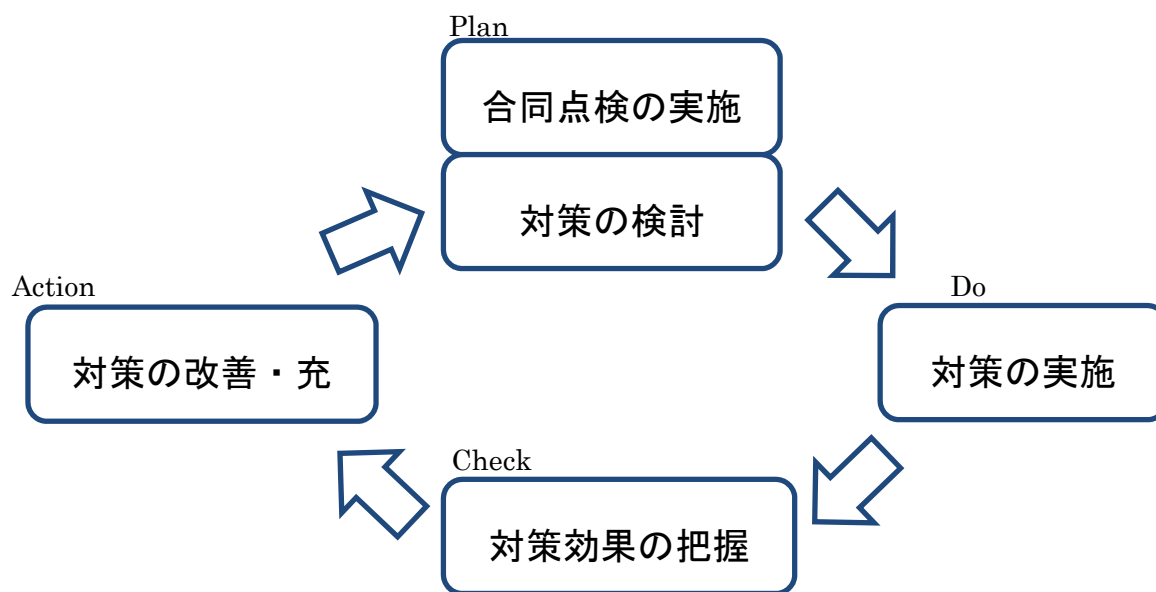 Plan
合同点検の実施
対策の検討
Action
Do
対策の改善・充
対策の実施
Check
対策効果の把握